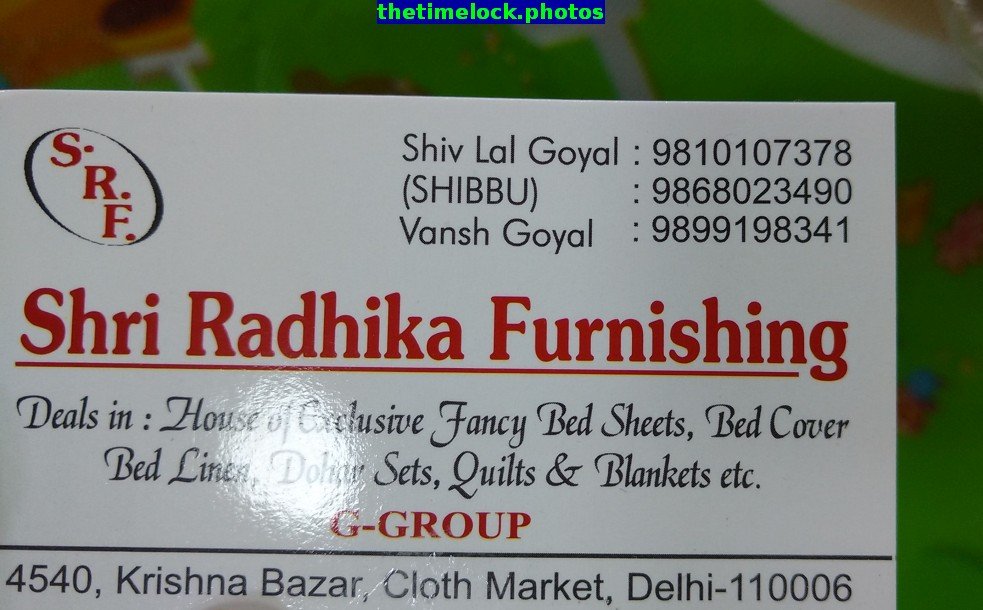 thetimelock.photos
S.
R.
F.
Shiv Lal Goyal : 9810107378
(SHIBBU) : 9868023490
Vansh Goyal : 9899198341
Shri Radhika Furnishing
Deals in : House of Exclusive Fancy Bed Sheets, Bed Cover
Bed Linen, Dohar Sets, Quilts & Blankets etc.
G-GROUP
4540, Krishna Bazar, Cloth Market, Delhi-110006